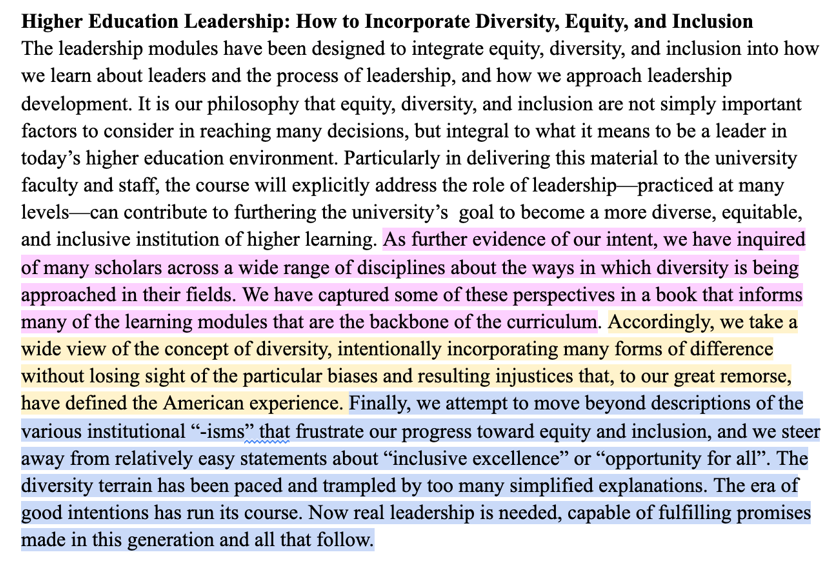 Higher Education Leadership: How to Incorporate Diversity, Equity, and Inclusion
The leadership modules have been designed to integrate equity, diversity, and inclusion into how
we learn about leaders and the process of leadership, and how we approach leadership
development. It is our philosophy that equity, diversity, and inclusion are not simply important
factors to consider in reaching many decisions, but integral to what it means to be a leader in
today’s higher education environment. Particularly in delivering this material to the university
faculty and staff, the course will explicitly address the role of leadership—practiced at many
levels—can contribute to furthering the university’s  goal to become a more diverse, equitable,
and inclusive institution of higher learning. As further evidence of our intent, we have inquired
of many scholars across a wide range of disciplines about the ways in which diversity is being
approached in their fields. We have captured some of these perspectives in a book that informs
many of the learning modules that are the backbone of the curriculum. Accordingly, we take a
wide view of the concept of diversity, intentionally incorporating many forms of difference
without losing sight of the particular biases and resulting injustices that, to our great remorse,
have defined the American experience. Finally, we attempt to move beyond descriptions of the
various institutional “-isms” that frustrate our progress toward equity and inclusion, and we steer
away from relatively easy statements about “inclusive excellence” or “opportunity for all”. The
diversity terrain has been paced and trampled by too many simplified explanations. The era of
good intentions has run its course. Now real leadership is needed, capable of fulfilling promises
made in this generation and all that follow.